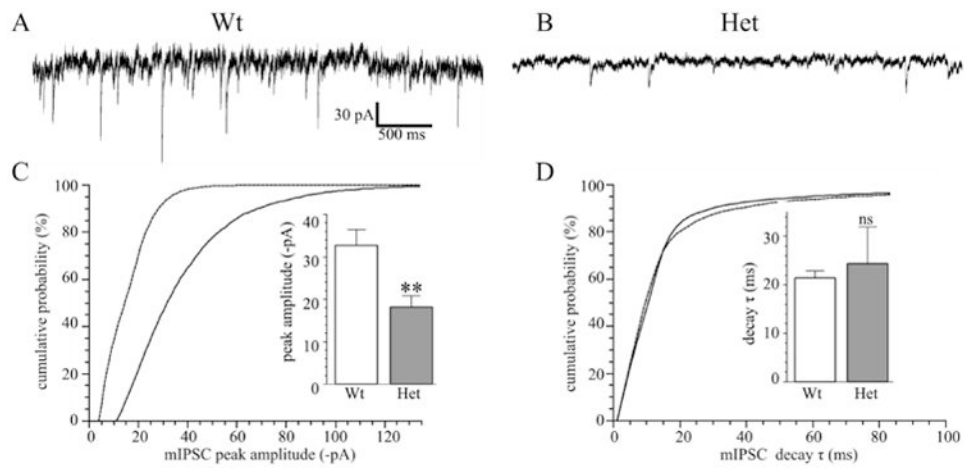 A Wt
B Het
30 pA
500 ms
C
100
80
60
40
20
0
cumulative probability (%)
0 20 40 60 80 100 120
mIPSC peak amplitude (-pA)
40
30
20
10
0
peak amplitude (-pA)
**
Wt Het
D
100
80
60
40
20
0
cumulative probability (%)
0 20 40 60 80 100
mIPSC decay τ (ms)
30
20
10
0
decay τ (ms)
ns
Wt Het